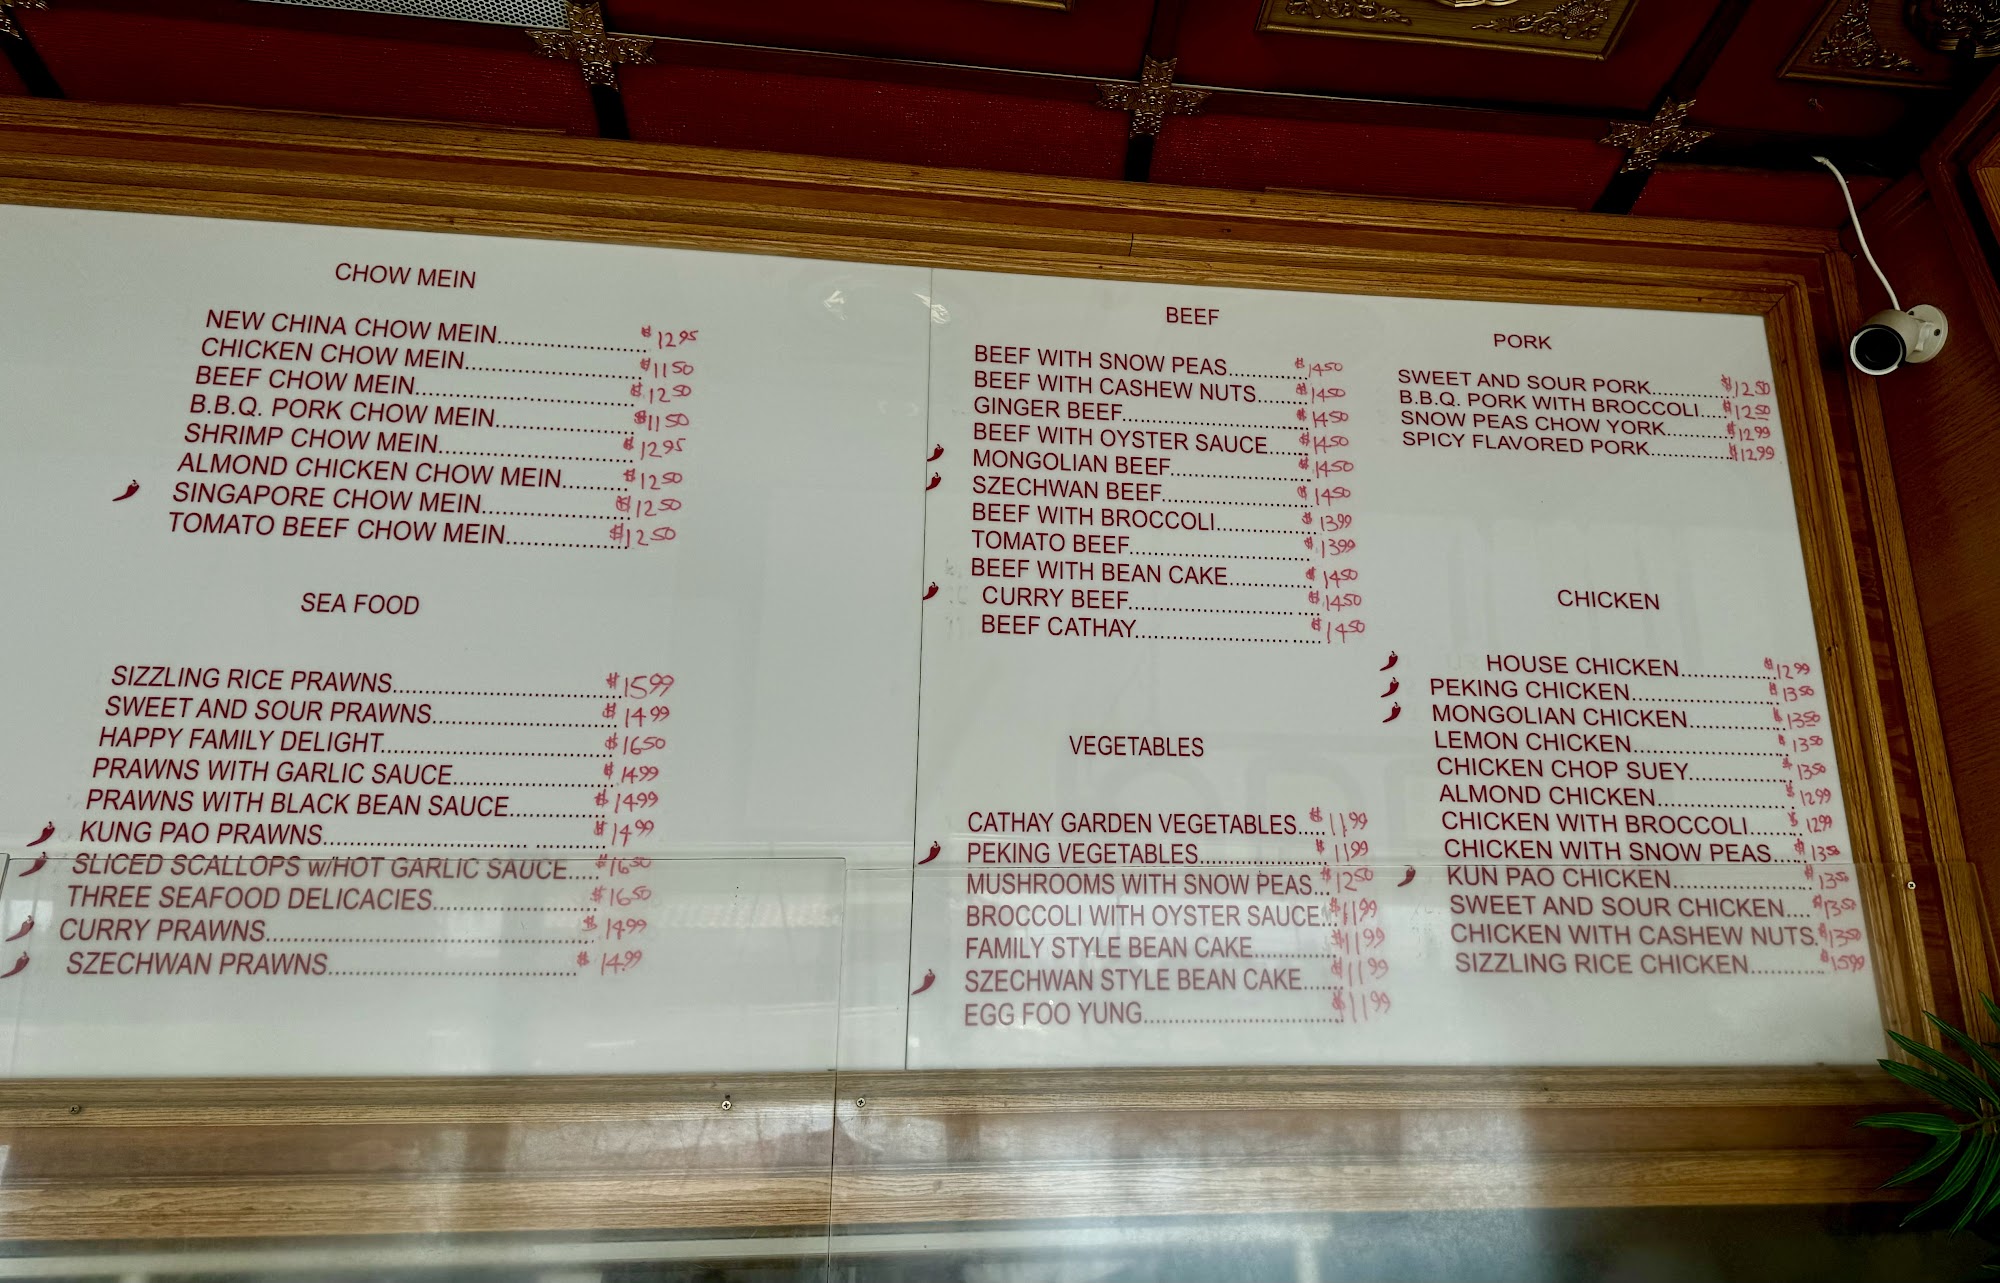 CHOW MEIN
NEW CHINA CHOW MEIN.......................$12.95
CHICKEN CHOW MEIN..........................$11.50
BEEF CHOW MEIN.................................$12.50
B.B.Q. PORK CHOW MEIN.....................$11.50
SHRIMP CHOW MEIN.............................$12.95
ALMOND CHICKEN CHOW MEIN..........$12.50
SINGAPORE CHOW MEIN.....................$12.50
TOMATO BEEF CHOW MEIN..................$12.50
SEA FOOD
SIZZLING RICE PRAWNS...................................$15.99
SWEET AND SOUR PRAWNS............................$14.99
HAPPY FAMILY DELIGHT..................................$16.50
PRAWNS WITH GARLIC SAUCE.......................$14.99
PRAWNS WITH BLACK BEAN SAUCE.............$14.99
KUNG PAO PRAWNS............................. ...........$14.99
SLICED SCALLOPS w/HOT GARLIC SAUCE.....$16.50
THREE SEAFOOD DELICACIES.........................$16.50
CURRY PRAWNS.................................................$14.99
SZECHWAN PRAWNS.....................................$14.99
BEEF
BEEF WITH SNOW PEAS............$14.50
BEEF WITH CASHEW NUTS........$14.50
GINGER BEEF............................$14.50
BEEF WITH OYSTER SAUCE......$14.50
MONGOLIAN BEEF.....................$14.50
SZECHWAN BEEF......................$14.50
BEEF WITH BROCCOLI..............$13.99
TOMATO BEEF..........................$13.99
BEEF WITH BEAN CAKE............$14.50
CURRY BEEF.............................$14.50
BEEF CATHAY...........................$14.50
VEGETABLES
CATHAY GARDEN VEGETABLES.....$11.99
PEKING VEGETABLES....................$11.99
MUSHROOMS WITH SNOW PEAS...$12.50
BROCCOLI WITH OYSTER SAUCE...$11.99
FAMILY STYLE BEAN CAKE.............$11.99
SZECHWAN STYLE BEAN CAKE.......$11.99
EGG FOO YUNG...............................$11.99
PORK
SWEET AND SOUR PORK............$12.50
B.B.Q. PORK WITH BROCCOLI.....$12.50
SNOW PEAS CHOW YORK...........$12.99
SPICY FLAVORED PORK..............$12.99
CHICKEN
HOUSE CHICKEN................$12.99
PEKING CHICKEN.......................$13.50
MONGOLIAN CHICKEN...............$13.50
LEMON CHICKEN.........................$13.50
CHICKEN CHOP SUEY.................$13.50
ALMOND CHICKEN......................$12.99
CHICKEN WITH BROCCOLI........$12.99
CHICKEN WITH SNOW PEAS.....$13.50
KUN PAO CHICKEN....................$13.50
SWEET AND SOUR CHICKEN....$13.50
CHICKEN WITH CASHEW NUTS.$13.50
SIZZLING RICE CHICKEN...........$15.99